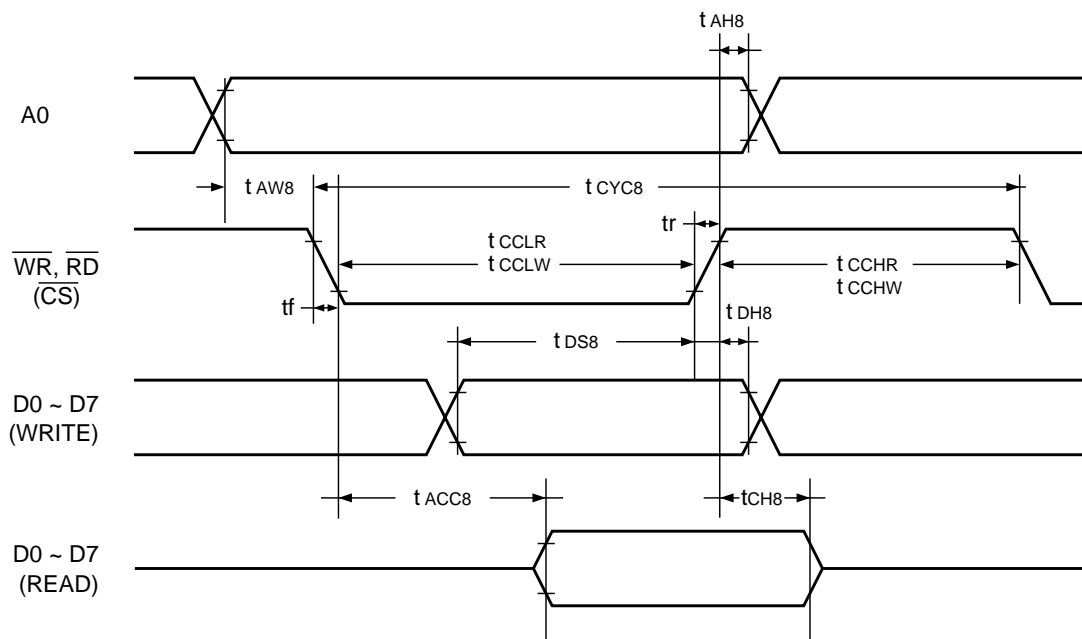 t AH8
A0
t AW8
t CYC8
tr
t CCLR
t CCLW
t CCHR
t CCHW
WR, RD
(CS)
tf
t DH8
t DS8
D0 ~ D7
(WRITE)
t ACC8
tCH8
D0 ~ D7
(READ)